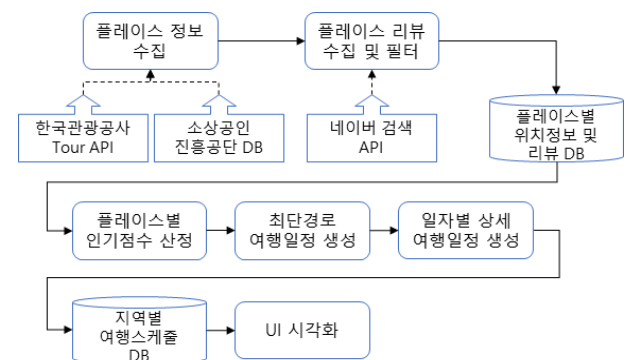 플레이스 정보
수집
플레이스 리뷰
수집 및 필터
한국관광공사
Tour API
소상공인
진흥공단 DB
네이버 검색
API
플레이스별
위치정보 및
리뷰 DB
플레이스별
인기점수 산정
최단경로
여행일정 생성
일자별 상세
여행일정 생성
지역별
여행스케줄
DB
UI 시각화